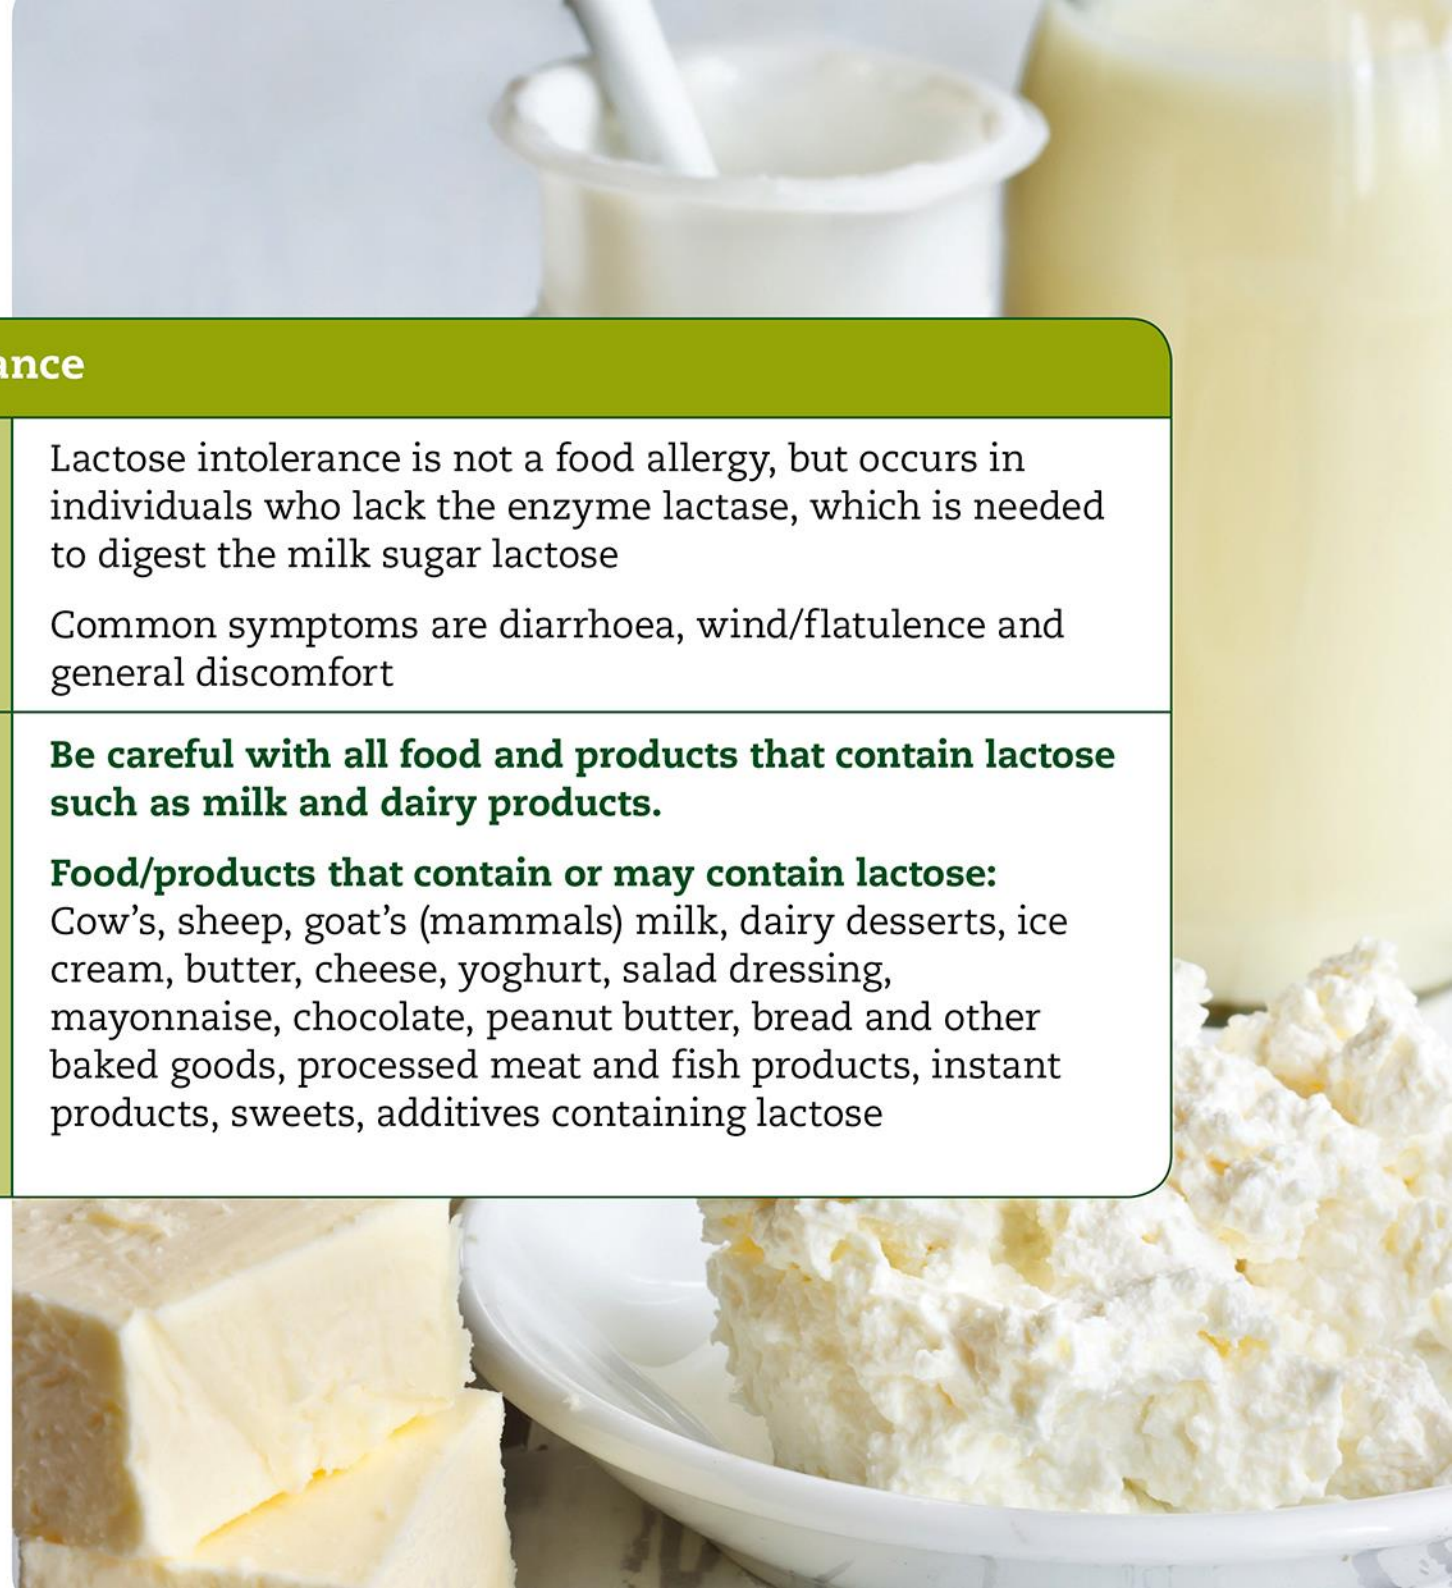 ance
Lactose intolerance is not a food allergy, but occurs in
individuals who lack the enzyme lactase, which is needed
to digest the milk sugar lactose
Common symptoms are diarrhoea, wind/flatulence and
general discomfort
Be careful with all food and products that contain lactose
such as milk and dairy products.
Food/products that contain or may contain lactose:
Cow’s, sheep, goat’s (mammals) milk, dairy desserts, ice
cream, butter, cheese, yoghurt, salad dressing,
mayonnaise, chocolate, peanut butter, bread and other
baked goods, processed meat and fish products, instant
products, sweets, additives containing lactose